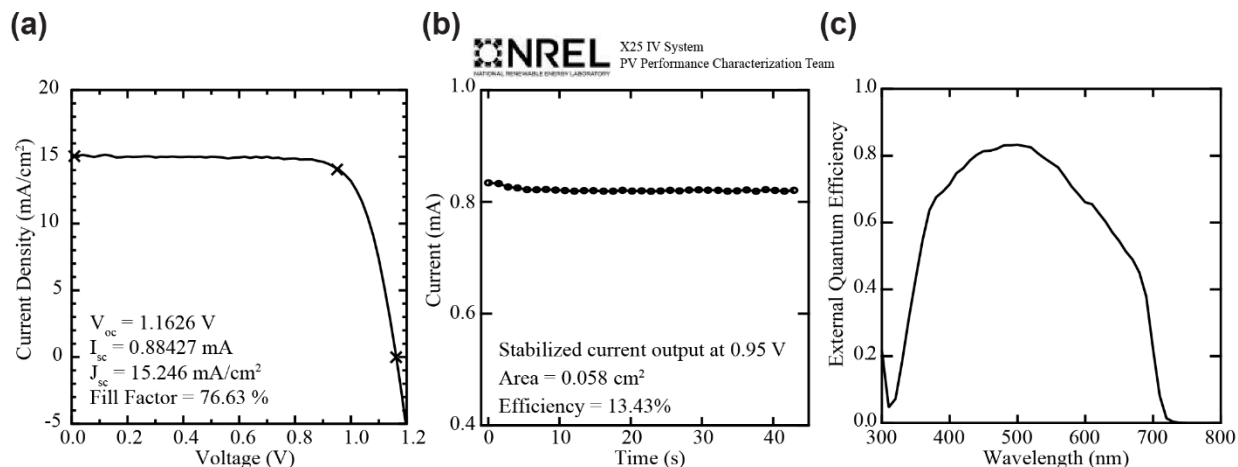 (a)
(b)
(c)
NREL
NATIONAL RENEWABLE ENERGY LABORATORY
X25 IV System
PV Performance Characterization Team
20
15
10
15
0
-5
Current Density (mA/cm²)
0.0 0.2 0.4 0.6 0.8 1.0 1.2
Voltage (V)
V_oc = 1.1626 V
I_sc = 0.88427 mA
J_sc = 15.246 mA/cm²
Fill Factor = 76.63 %
1.0
0.8
0.6
0.4
Current (mA)
0 10 20 30 40
Time (s)
Stabilized current output at 0.95 V
Area = 0.058 cm²
Efficiency = 13.43%
1.0
0.8
0.6
0.4
0.2
0.0
External Quantum Efficiency
300 400 500 600 700 800
Wavelength (nm)